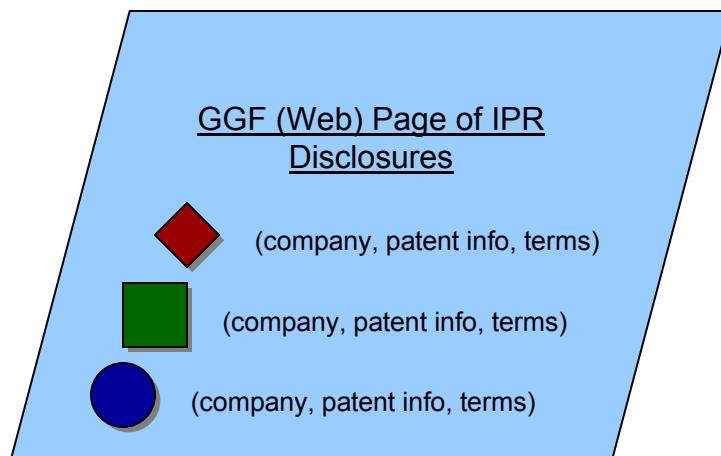 GGF (Web) Page of IPR
Disclosures
(company, patent info, terms)
(company, patent info, terms)
(company, patent info, terms)